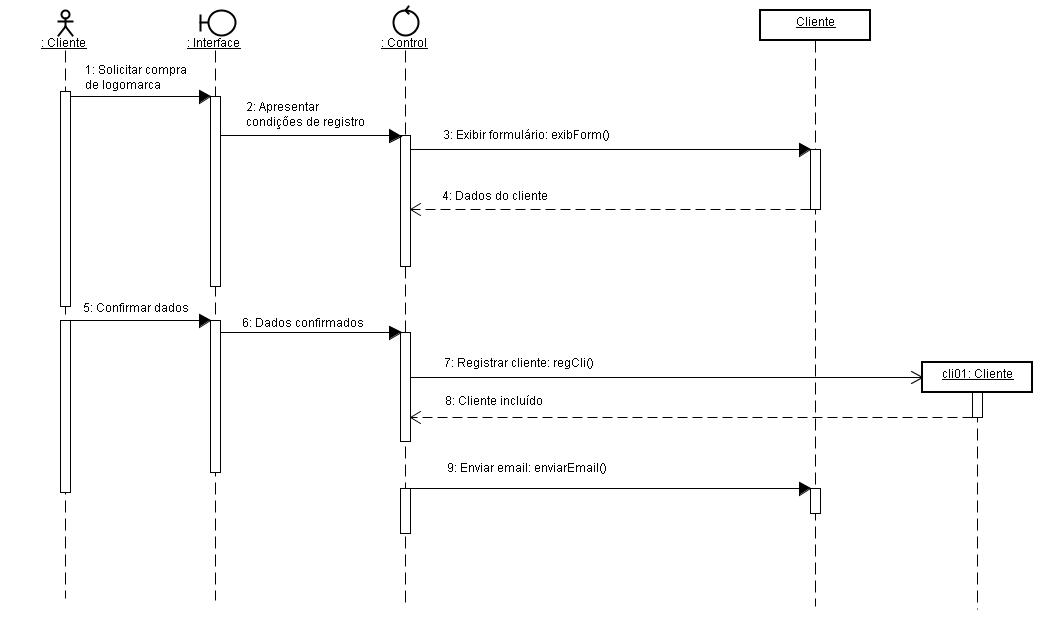 : Cliente
: Interface
: Control
Cliente
1: Solicitar compra
de logomarca
2: Apresentar
condições de registro
3: Exibir formulário: exibForm()
4: Dados do cliente
5: Confirmar dados
6: Dados confirmados
7: Registrar cliente: regCli()
cli01: Cliente
8: Cliente incluído
9: Enviar email: enviarEmail()